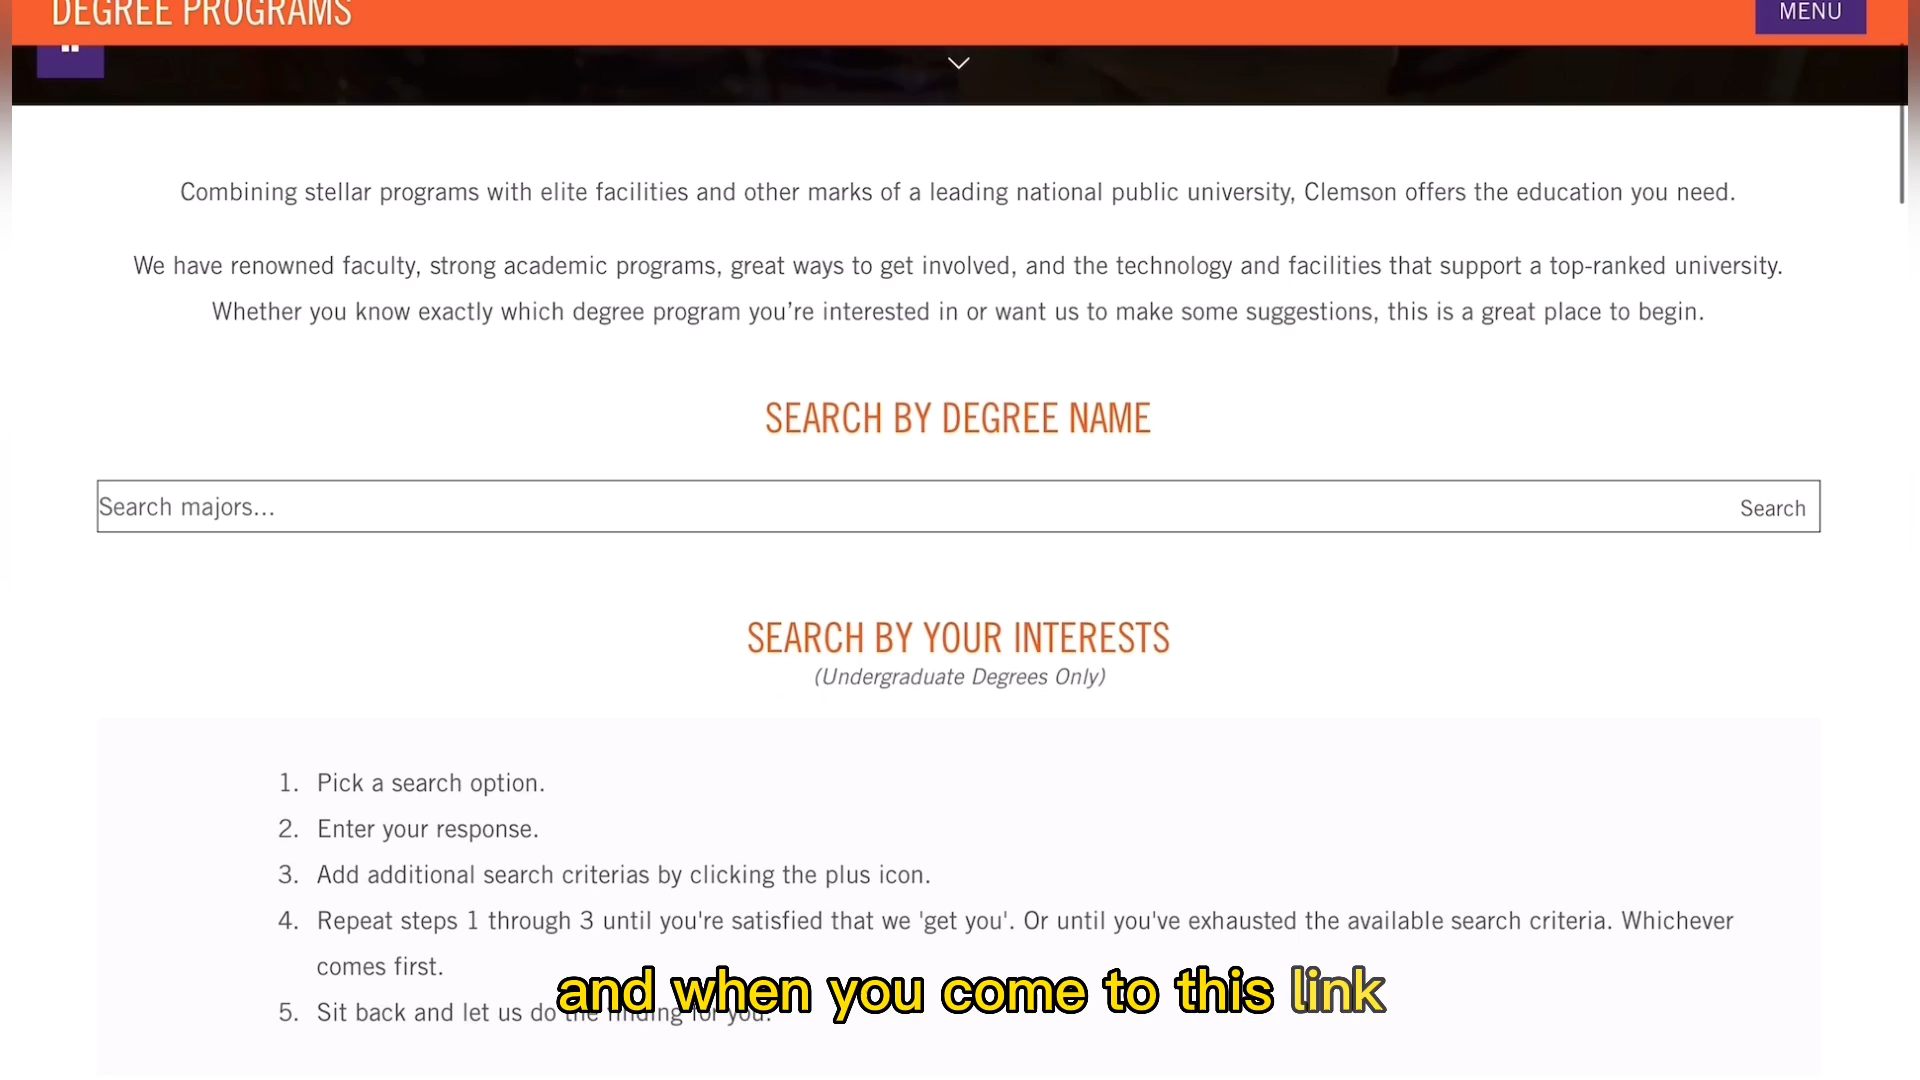 DEGREE PROGRAMS
MENU
Combining stellar programs with elite facilities and other marks of a leading national public university, Clemson offers the education you need.
We have renowned faculty, strong academic programs, great ways to get involved, and the technology and facilities that support a top-ranked university.
Whether you know exactly which degree program you’re interested in or want us to make some suggestions, this is a great place to begin.
SEARCH BY DEGREE NAME
Search majors...
Search
SEARCH BY YOUR INTERESTS
(Undergraduate Degrees Only)
1. Pick a search option.
2. Enter your response.
3. Add additional search criterias by clicking the plus icon.
4. Repeat steps 1 through 3 until you're satisfied that we 'get you'. Or until you've exhausted the available search criteria. Whichever
comes first.
5. Sit back and let us do the finding for you.
and when you come to this link